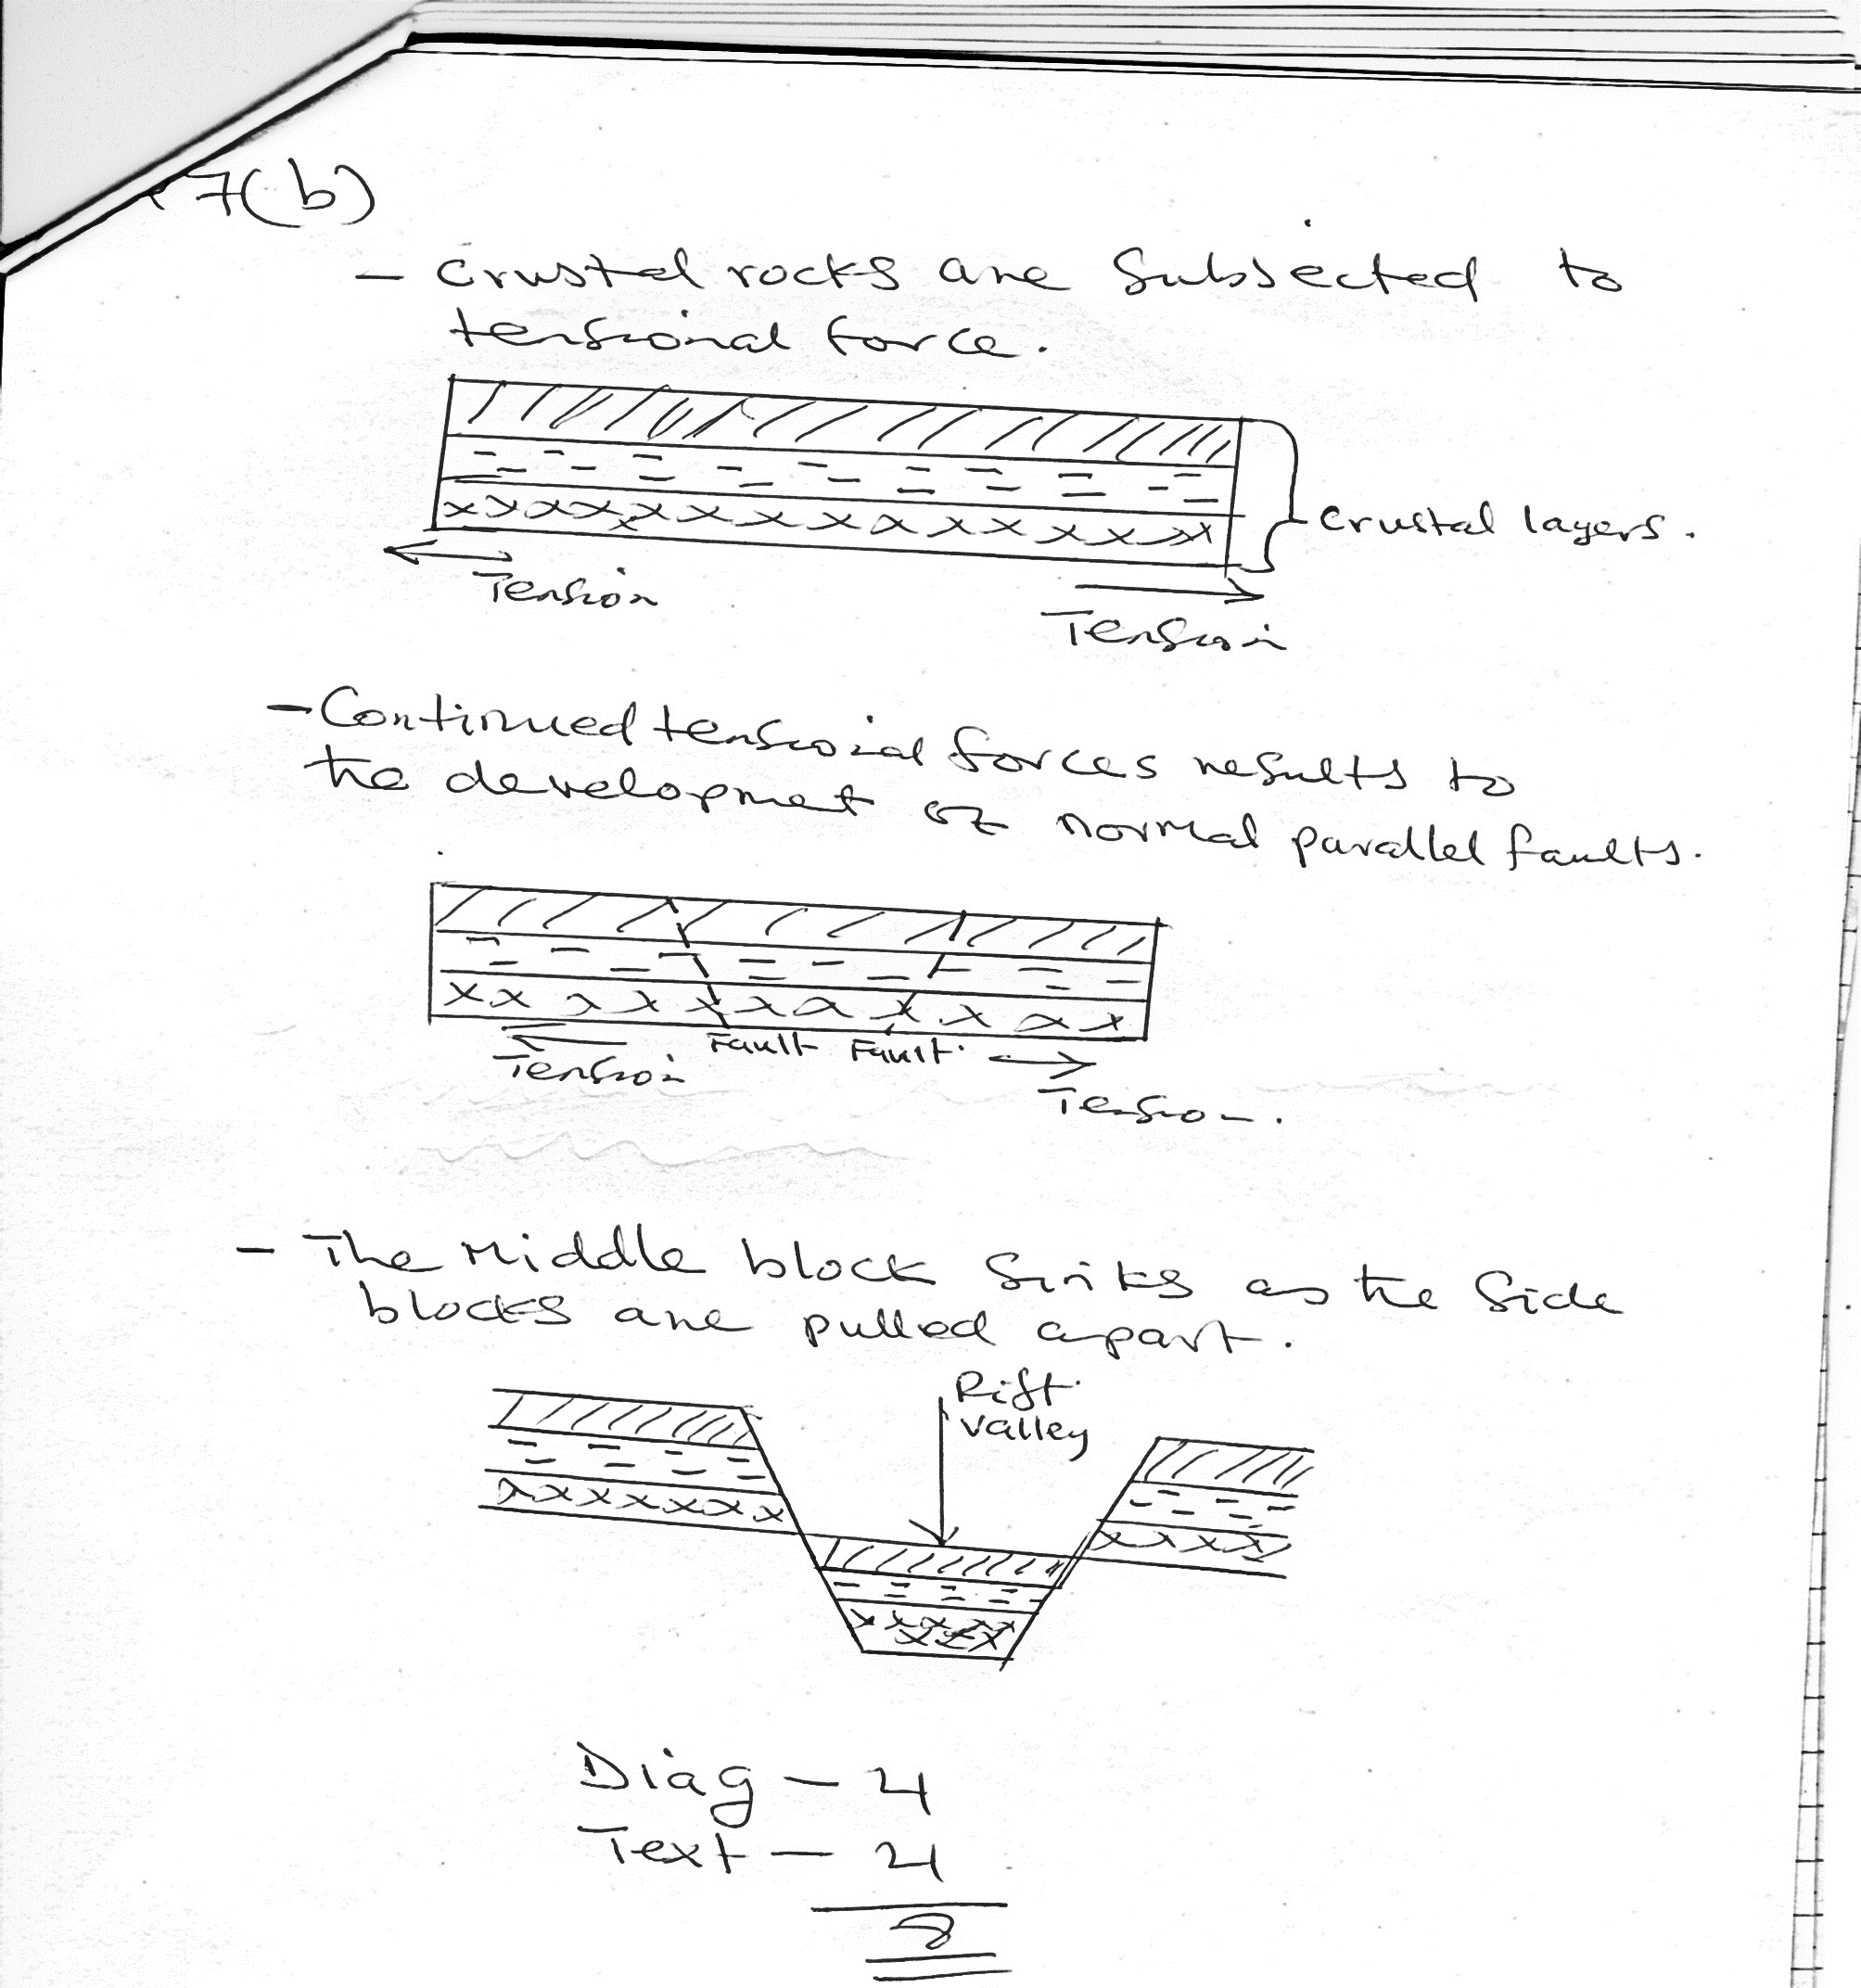 7(b)
- Crustal rocks are Subjected to
tensional force.
Crustal layers.
Tension
Tension
- Continued tensional forces results to
the development of normal parallel faults.
Fault Fault
Tension
Tension.
- The Middle block Sinks as the Side
blocks are pulled apart.
Rift
valley
Diag - 4
Text - 4
8